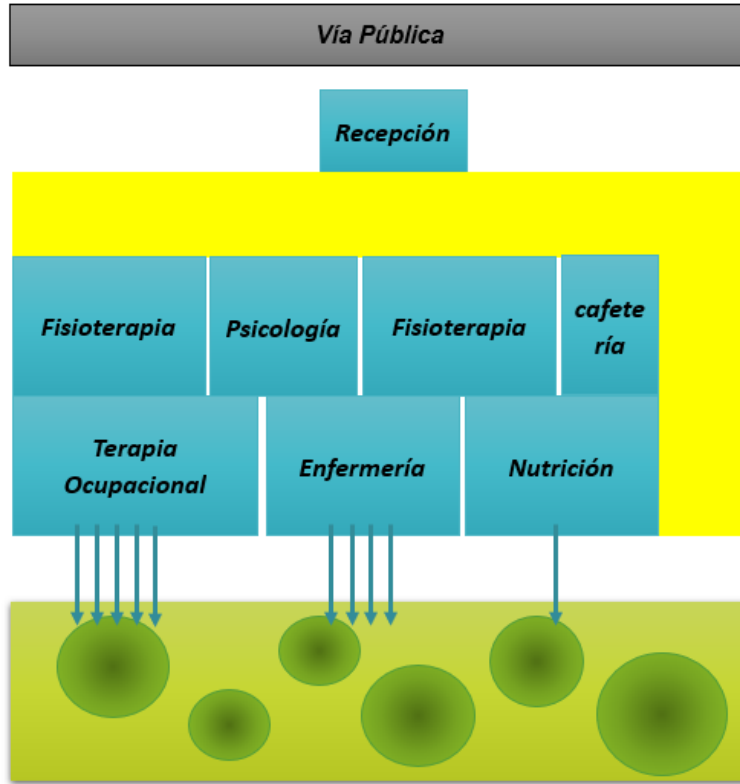 Vía Pública
Recepción
Fisioterapia
Psicología
Fisioterapia
cafete
ría
Terapia
Ocupacional
Enfermería
Nutrición